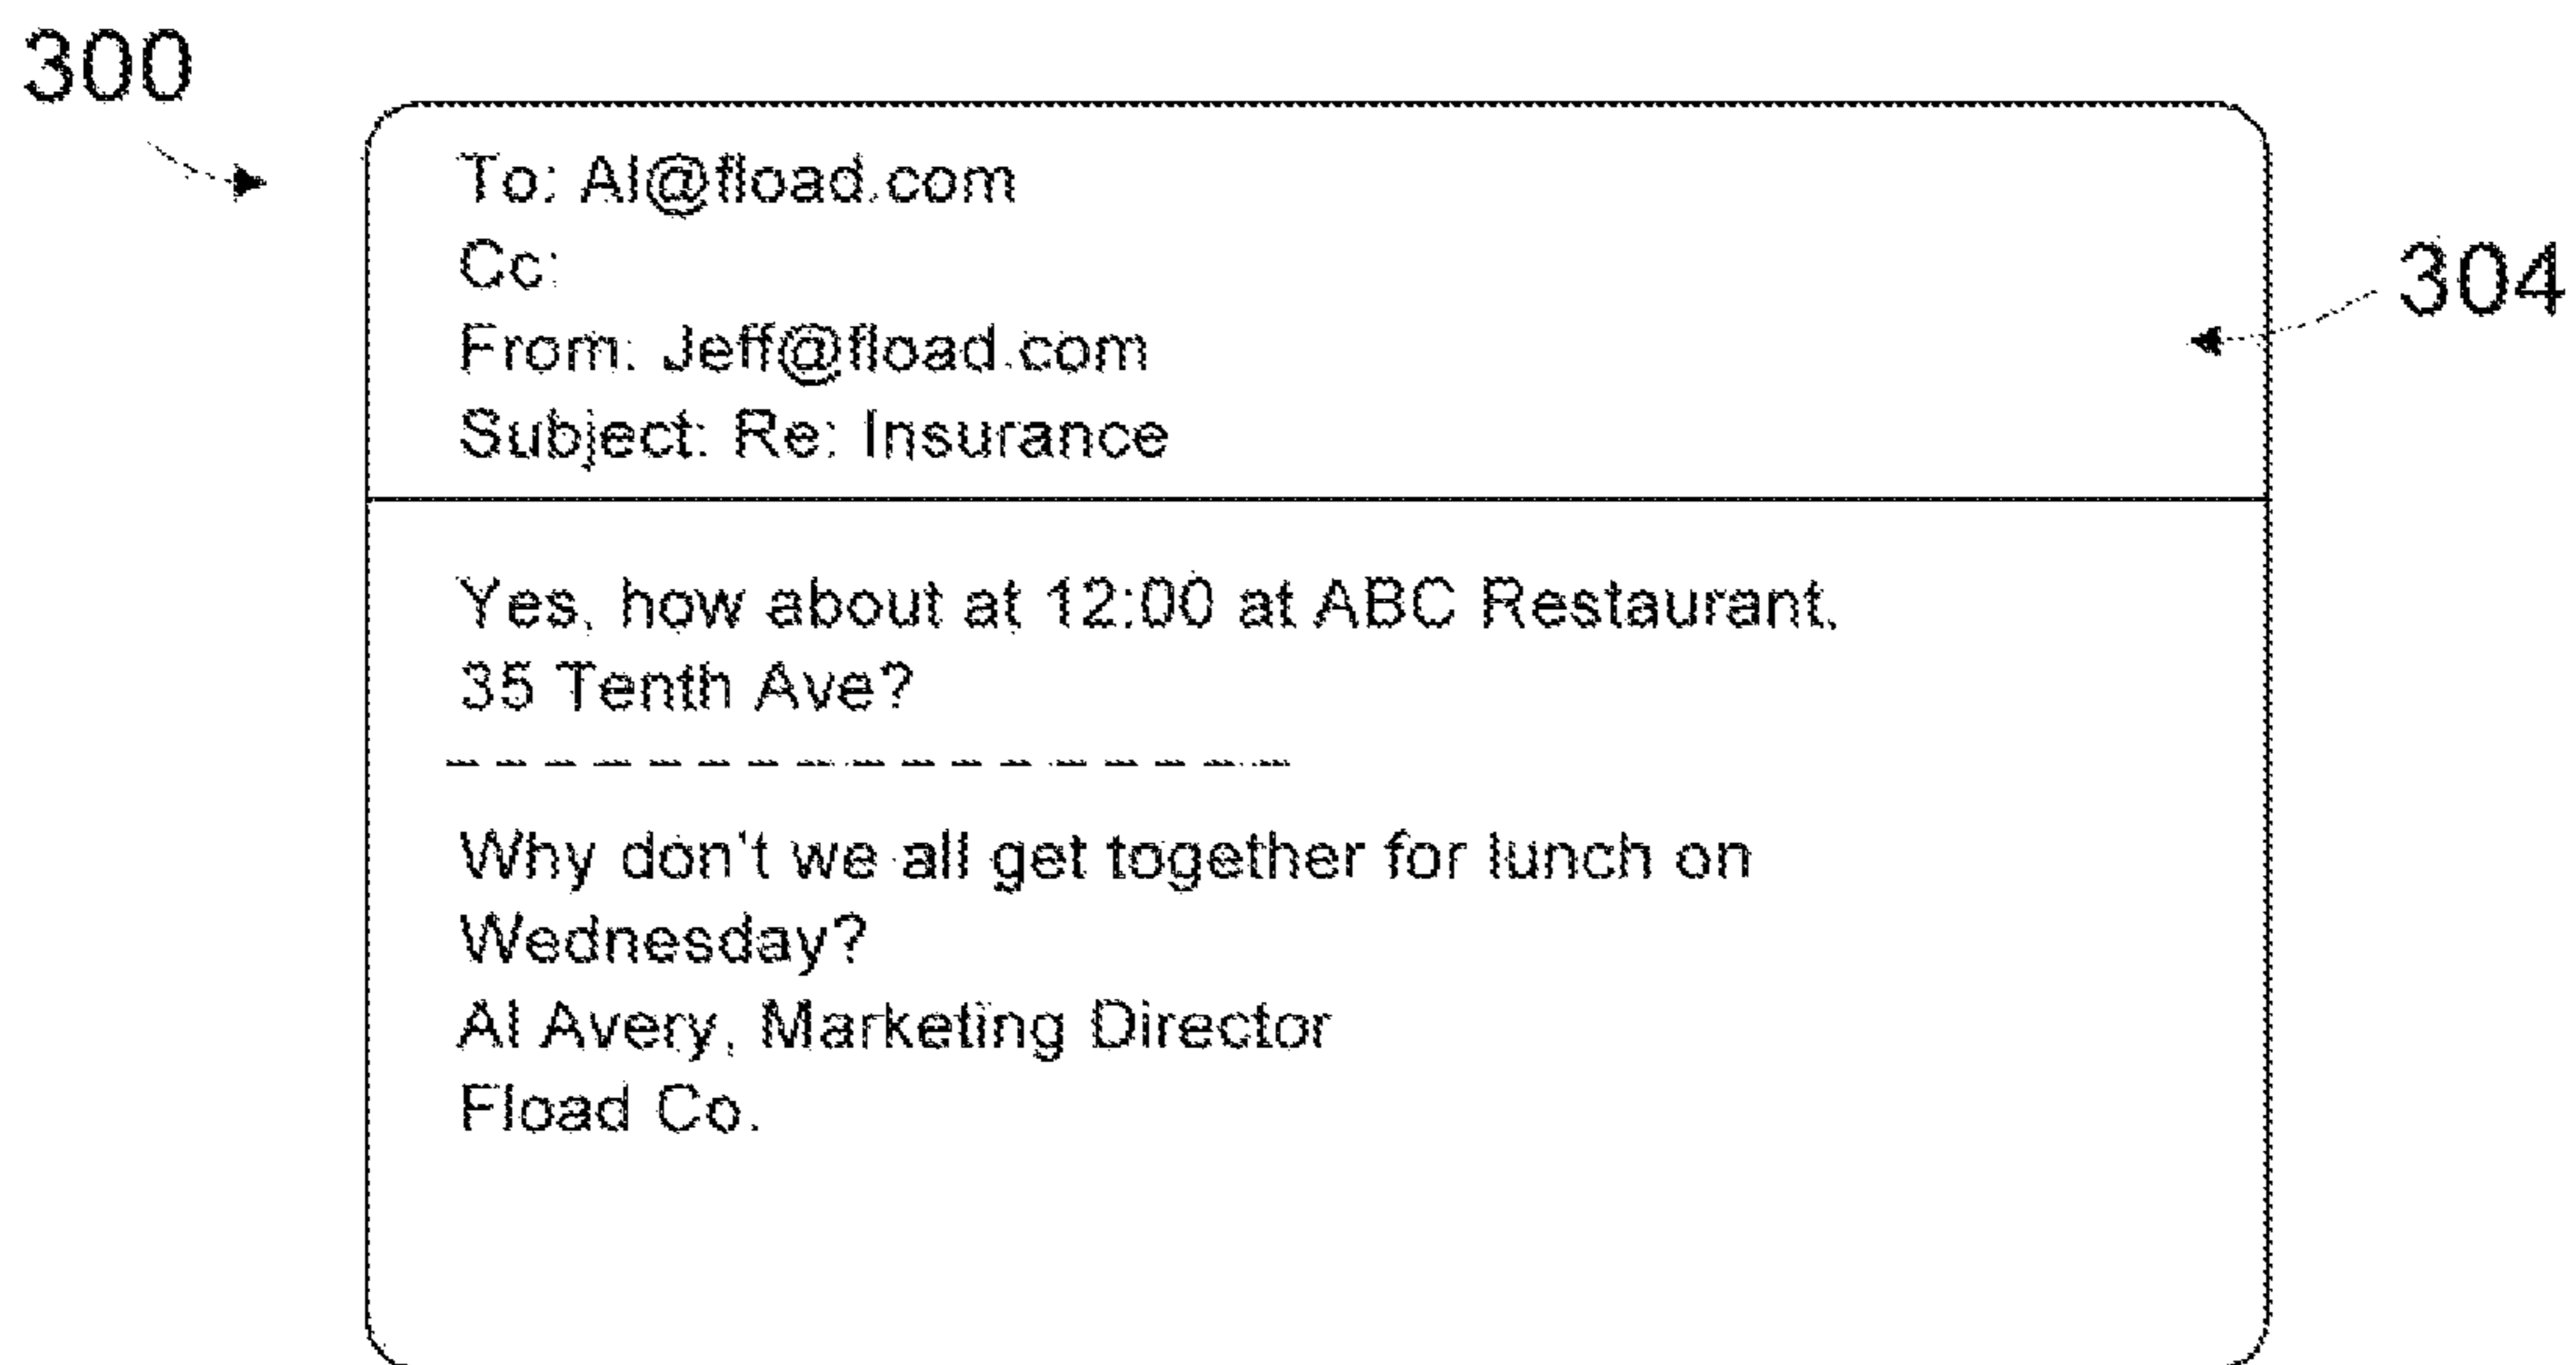 300
To: Al@fload.com
Cc:
From: Jeff@fload.com
304
Subject: Re: Insurance
Yes, how about at 12:00 at ABC Restaurant,
35 Tenth Ave?
Why don't we all get together for lunch on
Wednesday?
Al Avery, Marketing Director
Fload Co.